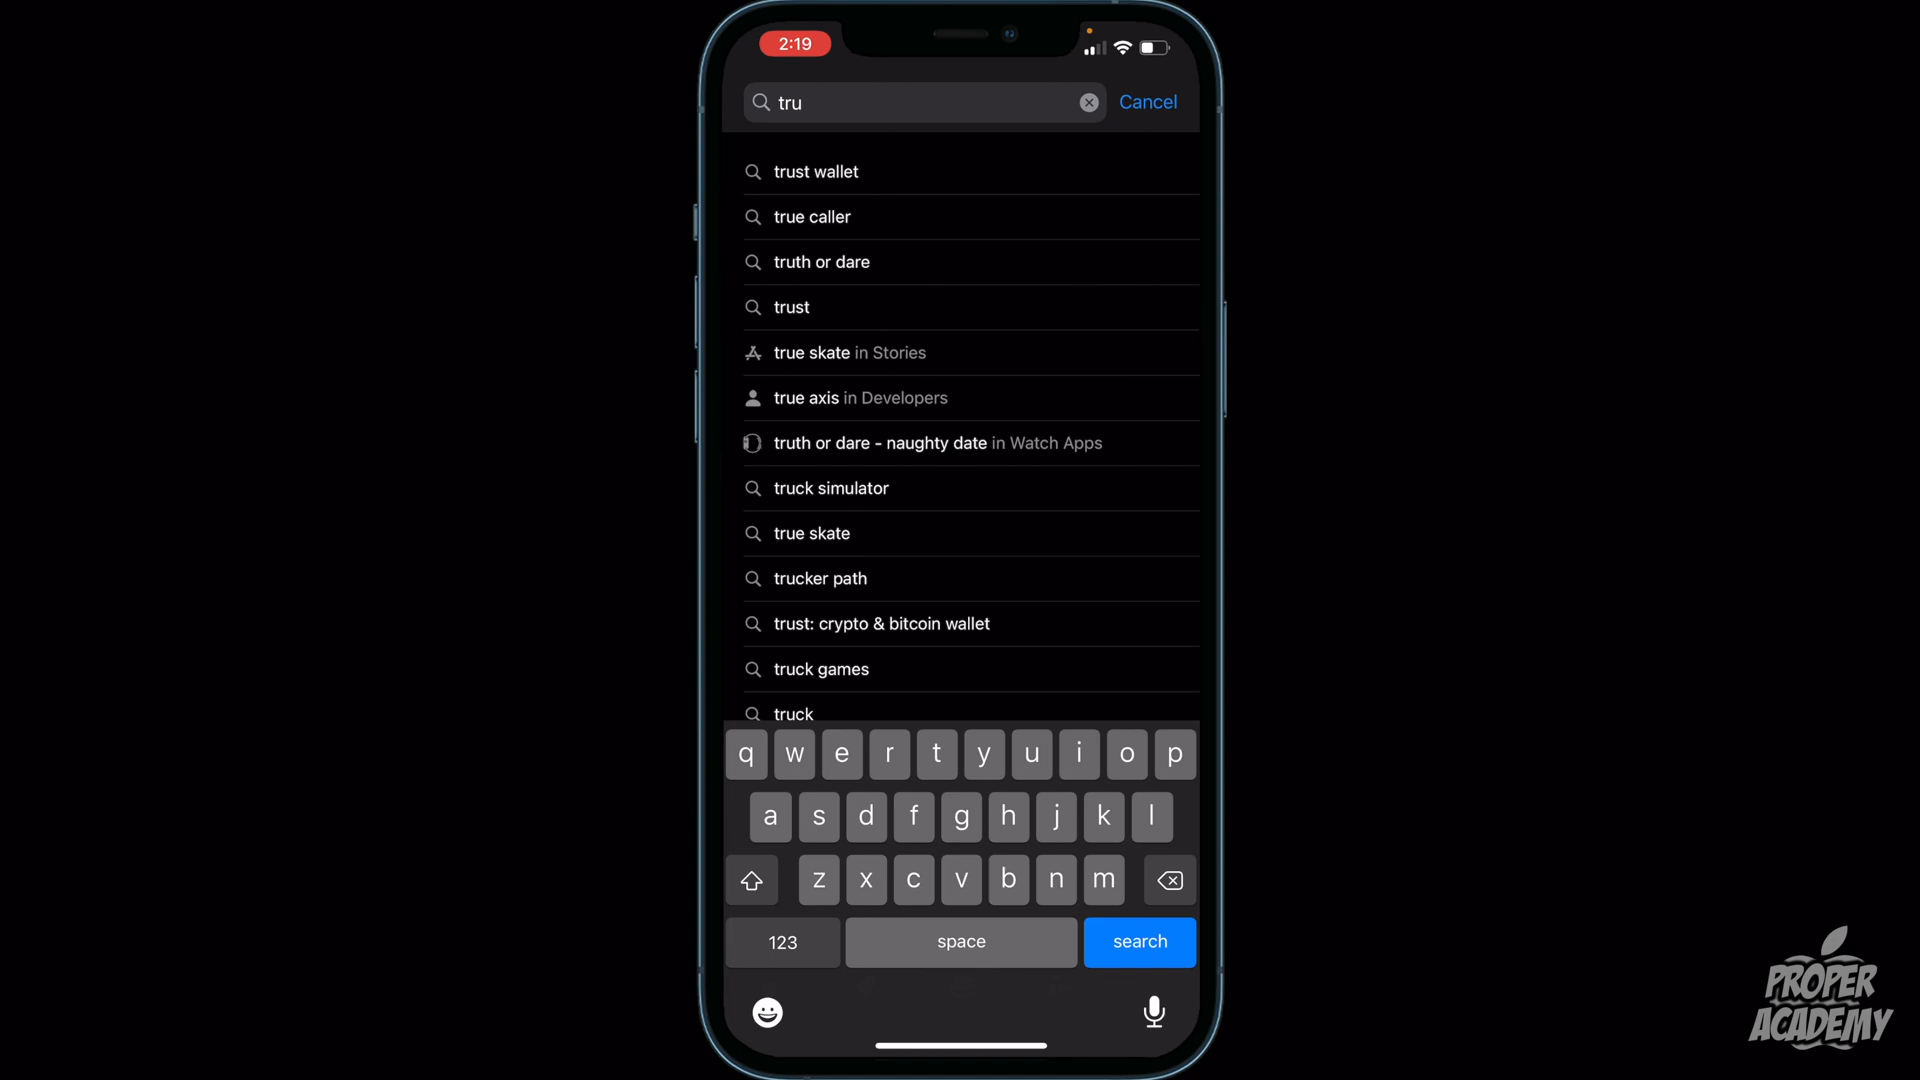 2:19
tru
Cancel
trust wallet
true caller
truth or dare
trust
true skate in Stories
true axis in Developers
truth or dare - naughty date in Watch Apps
truck simulator
true skate
trucker path
trust: crypto & bitcoin wallet
truck games
truck
q w e r t y u i o p
a s d f g h j k l
z x c v b n m
123 space search
PROPER
ACADEMY